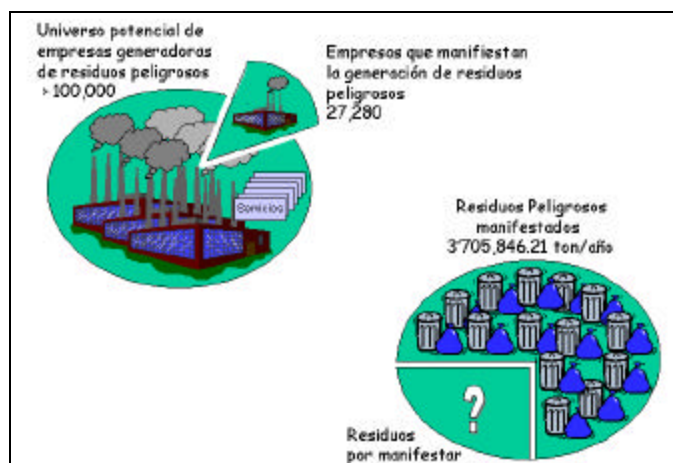 Universo potencial de
empresas generadoras
de residuos peligrosos
> 100,000
Empresas que manifiestan
la generación de residuos
peligrosos
27,280
Servicios
Residuos Peligrosos
manifestados
3'705,846.21 ton/año
?
Residuos
por manifestar